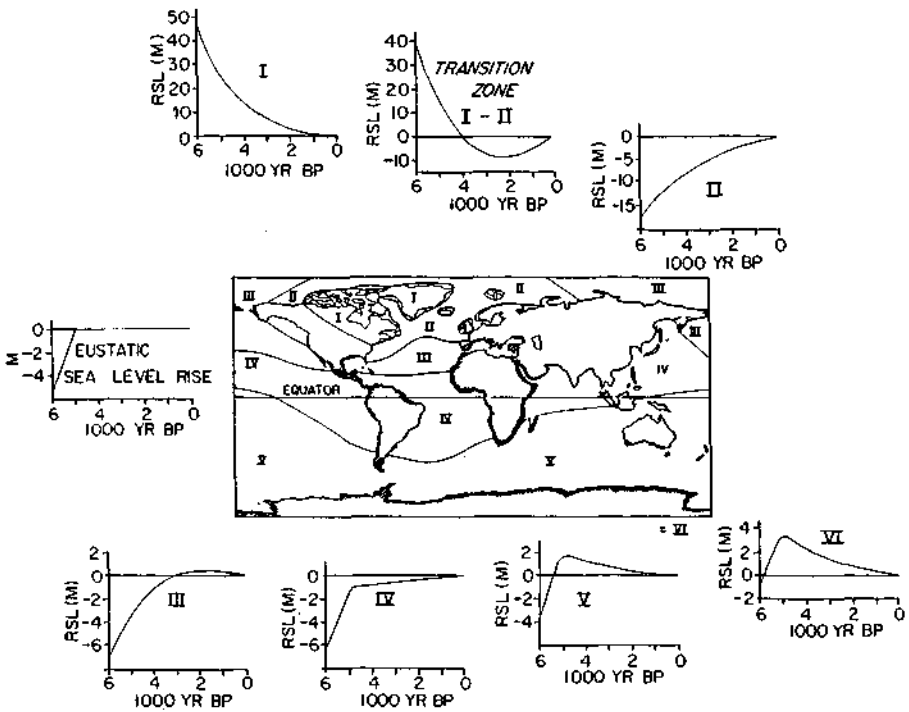 50
40
30
20
10
0
RSL (M)
I
6 4 2 0
1000 YR BP
40
30
20
10
0
-10
RSL (M)
TRANSITION
ZONE
I - II
6 4 2 0
1000 YR BP
0
-5
-10
-15
RSL (M)
II
6 4 2 0
1000 YR BP
0
-2
-4
M
EUSTATIC
SEA LEVEL RISE
6 4 2 0
1000 YR BP
III II I I II III
II III
III
IV IV
EQUATOR
IV
V V
= VI
2
0
-2
-4
-6
RSL (M)
III
6 4 2 0
1000 YR BP
0
-2
-4
-6
RSL (M)
IV
6 4 2 0
1000 YR BP
2
0
-2
-4
-6
RSL (M)
V
6 4 2 0
1000 YR BP
4
2
0
2
RSL (M)
VI
6 4 2 0
1000 YR BP